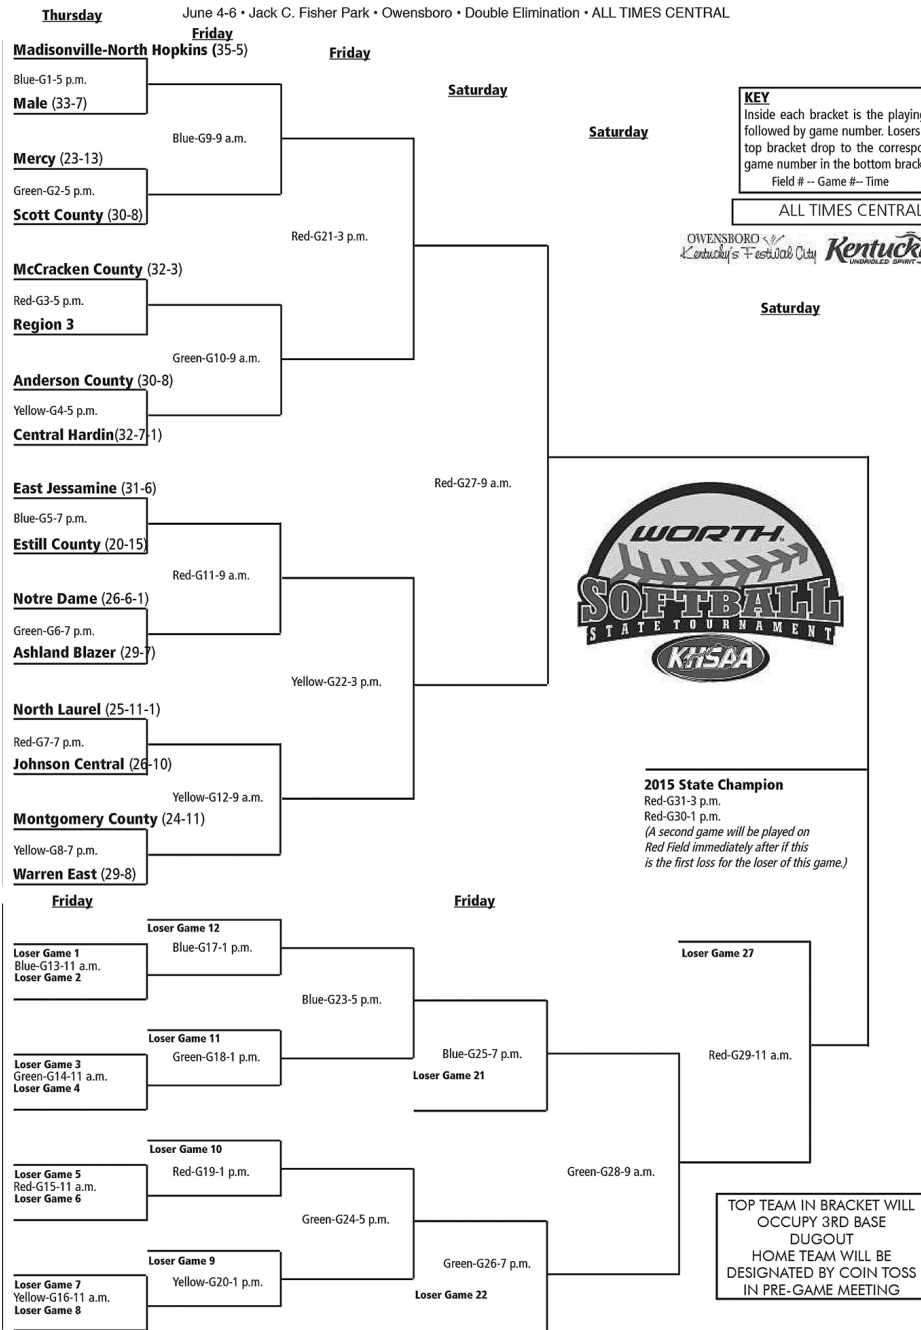 June 4-6 • Jack C. Fisher Park • Owensboro • Double Elimination • ALL TIMES CENTRAL
Thursday
Friday
Friday
Saturday
Saturday
Saturday
Madisonville-North Hopkins (35-5)
Blue-G1-5 p.m.
Male (33-7)
Blue-G9-9 a.m.
Mercy (23-13)
Green-G2-5 p.m.
Scott County (30-8)
Red-G21-3 p.m.
McCracken County (32-3)
Red-G3-5 p.m.
Region 3
Green-G10-9 a.m.
Anderson County (30-8)
Yellow-G4-5 p.m.
Central Hardin(32-7-1)
Red-G27-9 a.m.
East Jessamine (31-6)
Blue-G5-7 p.m.
Estill County (20-15)
Red-G11-9 a.m.
Notre Dame (26-6-1)
Green-G6-7 p.m.
Ashland Blazer (29-7)
Yellow-G22-3 p.m.
North Laurel (25-11-1)
Red-G7-7 p.m.
Johnson Central (26-10)
Yellow-G12-9 a.m.
Montgomery County (24-11)
Yellow-G8-7 p.m.
Warren East (29-8)
KEY
Inside each bracket is the playing
followed by game number. Losers
top bracket drop to the
game number in the bottom
Field # -- Game #-- Time
ALL TIMES CENTRAL
OWENSBORO
Kentucky's Festival City
UNBRIDLED SPIRIT
WORTH
SOFTBALL
STATE TOURNAMENT
KHSAA
2015 State Champion
Red-G31-3 p.m.
Red-G30-1 p.m.
(A second game will be played on
Red Field immediately after if this
is the first loss for the loser of this game.)
Friday
Friday
Loser Game 12
Blue-G17-1 p.m.
Loser Game 1
Blue-G13-11 a.m.
Loser Game 2
Blue-G23-5 p.m.
Loser Game 11
Green-G18-1 p.m.
Loser Game 3
Green-G14-11 a.m.
Loser Game 4
Blue-G25-7 p.m.
Loser Game 21
Loser Game 27
Red-G29-11 a.m.
Loser Game 10
Red-G19-1 p.m.
Loser Game 5
Red-G15-11 a.m.
Loser Game 6
Green-G28-9 a.m.
Green-G24-5 p.m.
Loser Game 9
Yellow-G20-1 p.m.
Loser Game 7
Yellow-G16-11 a.m.
Loser Game 8
Green-G26-7 p.m.
Loser Game 22
TOP TEAM IN BRACKET WILL
OCCUPY 3RD BASE
DUGOUT
HOME TEAM WILL BE
DESIGNATED BY COIN TOSS
IN PRE-GAME MEETING